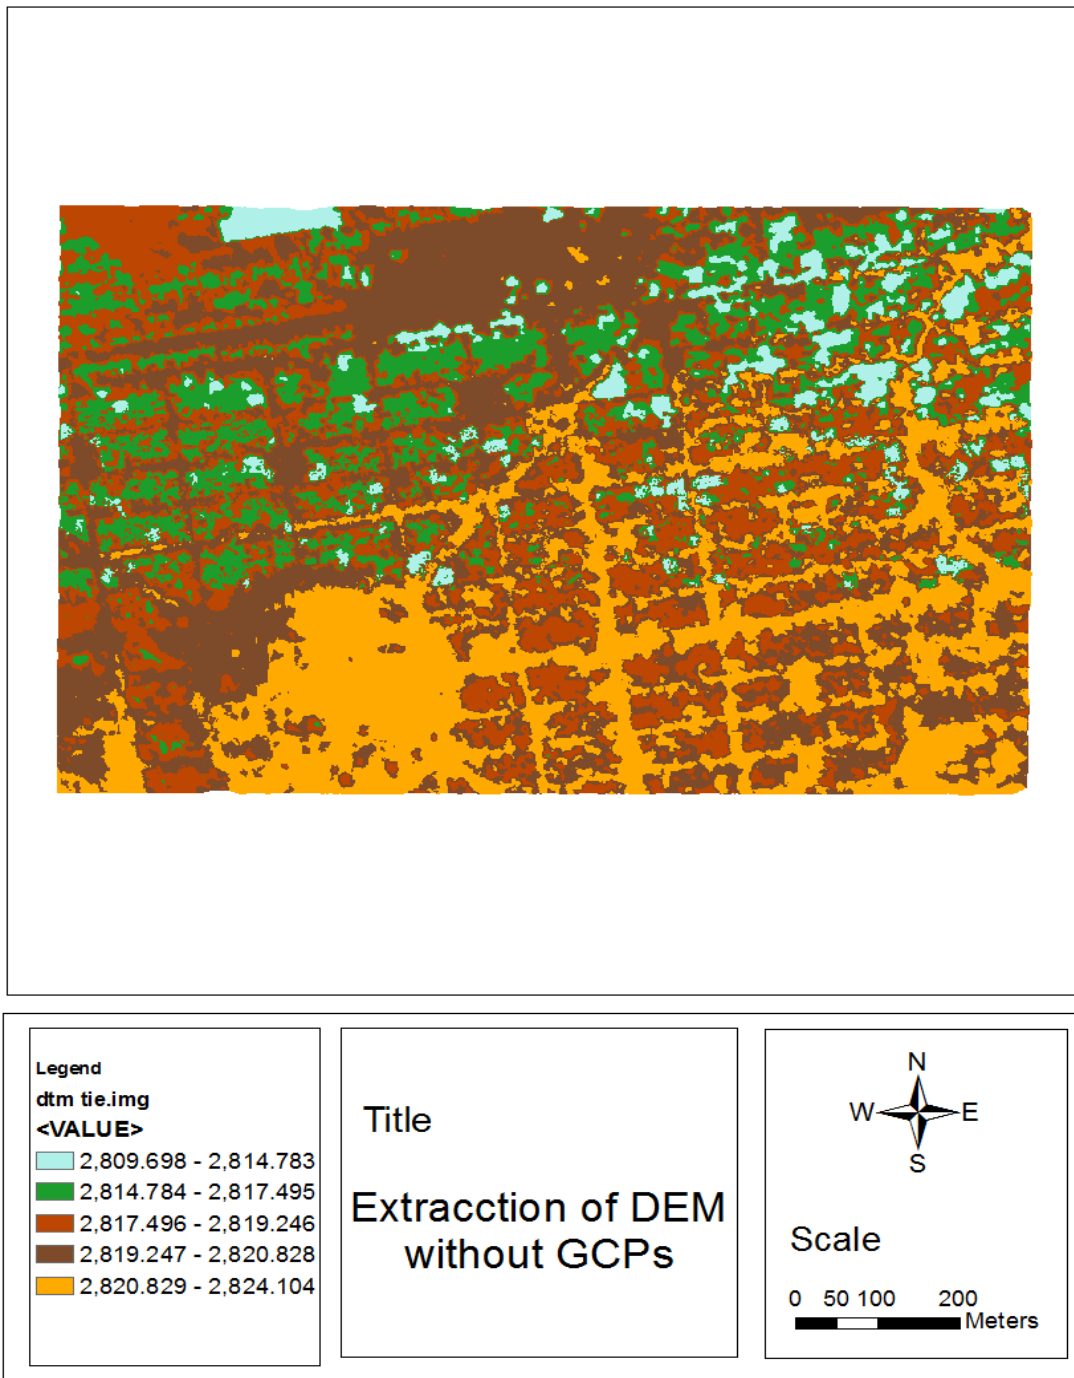 Legend
dtm tie.img
<VALUE>
2,809.698 - 2,814.783
2,814.784 - 2,817.495
2,817.496 - 2,819.246
2,819.247 - 2,820.828
2,820.829 - 2,824.104
Title
Extracction of DEM
without GCPs
N
W E
S
Scale
0 50 100 200
Meters